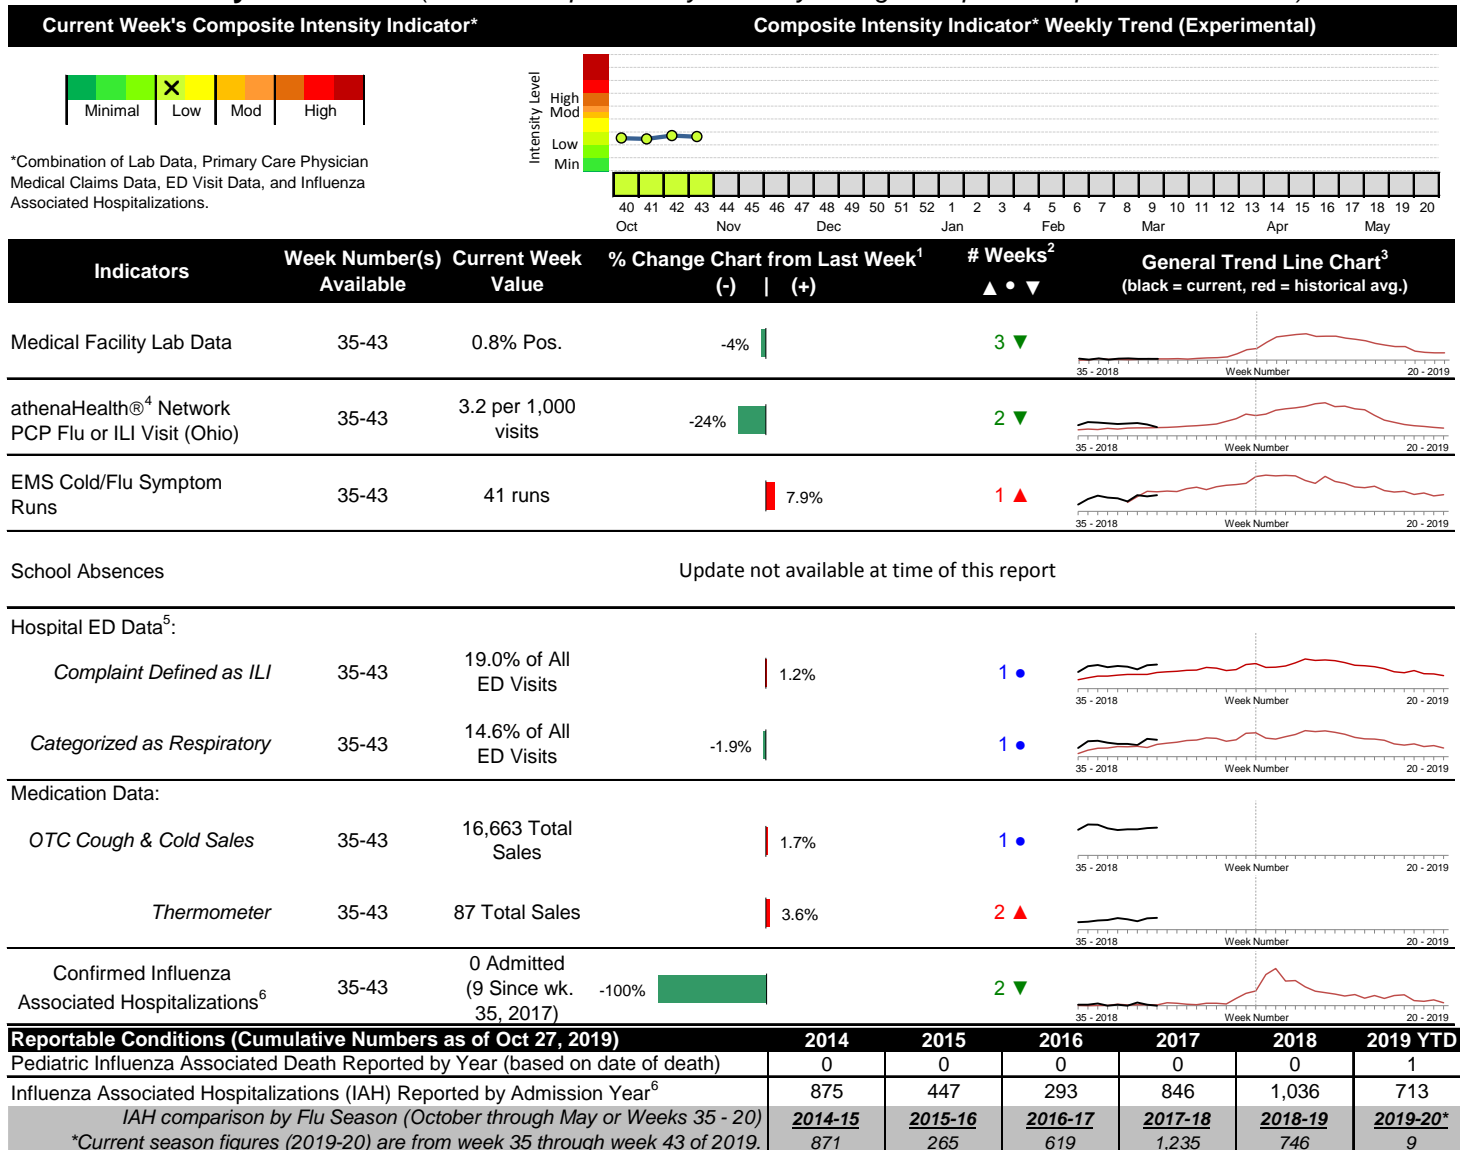 Current Week's Composite Intensity Indicator*
Composite Intensity Indicator* Weekly Trend (Experimental)
Minimal Low Mod High
*Combination of Lab Data, Primary Care Physician
Medical Claims Data, ED Visit Data, and Influenza
Associated Hospitalizations.
Intensity Level
High
Mod
Low
Min
40 41 42 43 44 45 46 47 48 49 50 51 52 1 2 3 4 5 6 7 8 9 10 11 12 13 14 15 16 17 18 19 20
Oct Nov Dec Jan Feb Mar Apr May
Indicators
Week Number(s)
Available
Current Week
Value
% Change Chart from Last Week1
(-) | (+)
# Weeks2
▲ ● ▼
General Trend Line Chart3
(black = current, red = historical avg.)
Medical Facility Lab Data 35-43 0.8% Pos. -4% 3 ▼
35 - 2018 Week Number 20 - 2019
athenaHealth®4 Network
PCP Flu or ILI Visit (Ohio)
35-43
3.2 per 1,000
visits
-24% 2 ▼
35 - 2018 Week Number 20 - 2019
EMS Cold/Flu Symptom
Runs
35-43 41 runs 7.9% 1 ▲
35 - 2018 Week Number 20 - 2019
School Absences Update not available at time of this report
Hospital ED Data5:
Complaint Defined as ILI 35-43
19.0% of All
ED Visits
1.2% 1 ●
35 - 2018 Week Number 20 - 2019
Categorized as Respiratory 35-43
14.6% of All
ED Visits
-1.9% 1 ●
35 - 2018 Week Number 20 - 2019
Medication Data:
OTC Cough & Cold Sales 35-43
16,663 Total
Sales
1.7% 1 ●
35 - 2018 Week Number 20 - 2019
Thermometer 35-43 87 Total Sales 3.6% 2 ▲
35 - 2018 Week Number 20 - 2019
Confirmed Influenza
Associated Hospitalizations6
35-43
0 Admitted
(9 Since wk.
35, 2017)
-100% 2 ▼
35 - 2018 Week Number 20 - 2019
Reportable Conditions (Cumulative Numbers as of Oct 27, 2019) 2014 2015 2016 2017 2018 2019 YTD
Pediatric Influenza Associated Death Reported by Year (based on date of death) 0 0 0 0 0 1
Influenza Associated Hospitalizations (IAH) Reported by Admission Year6 875 447 293 846 1,036 713
IAH comparison by Flu Season (October through May or Weeks 35 - 20) 2014-15 2015-16 2016-17 2017-18 2018-19 2019-20*
*Current season figures (2019-20) are from week 35 through week 43 of 2019. 871 265 619 1,235 746 9